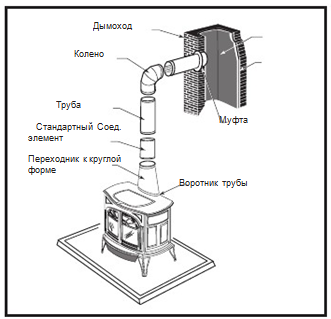 Дымоход
Колено
Труба
Муфта
Стандартный Соед.
элемент
Переходник к круглой
форме
Воротник трубы